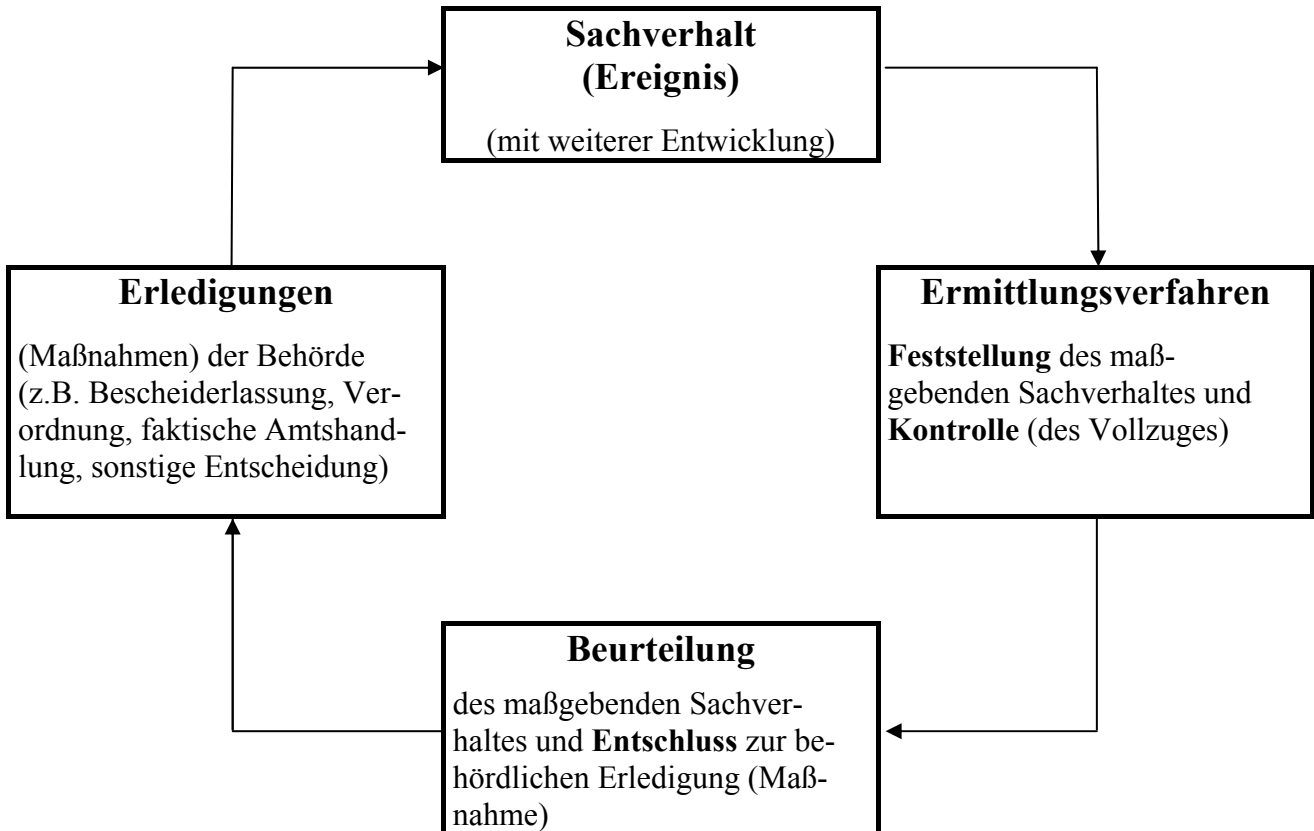 Sachverhalt
(Ereignis)
(mit weiterer Entwicklung)
Erledigungen
(Maßnahmen) der Behörde
(z.B. Bescheiderlassung, Ver-
ordnung, faktische Amtshand-
lung, sonstige Entscheidung)
Ermittlungsverfahren
Feststellung des maß-
gebenden Sachverhaltes und
Kontrolle (des Vollzuges)
Beurteilung
des maßgebenden Sachver-
haltes und Entschluss zur be-
hördlichen Erledigung (Maß-
nahme)